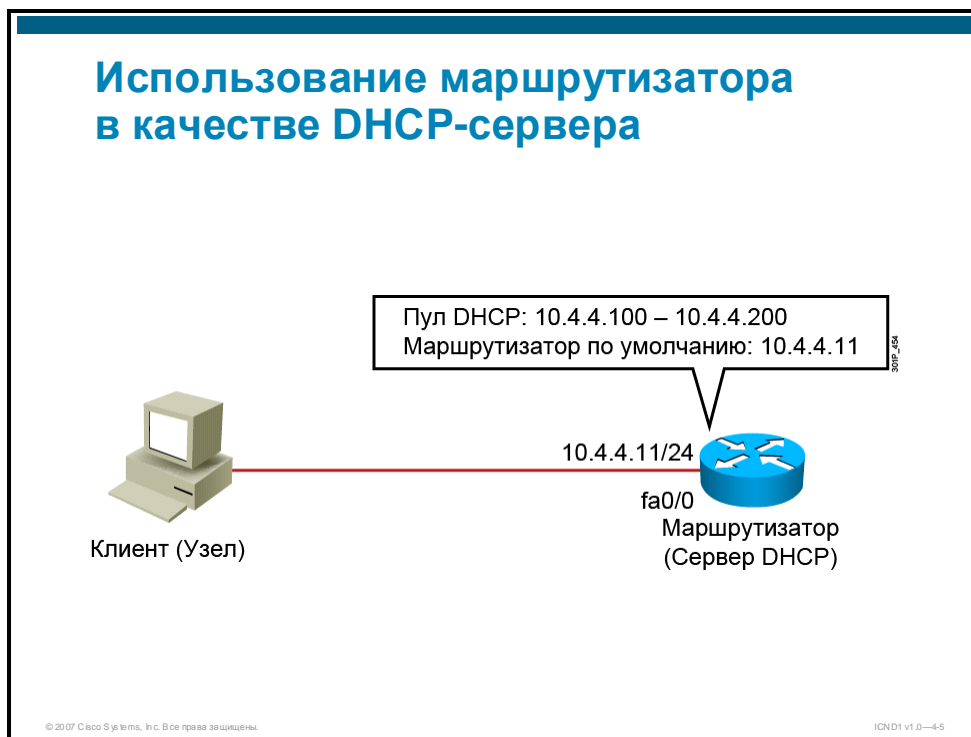 Использование маршрутизатора
в качестве DHCP-сервера
Пул DHCP: 10.4.4.100 – 10.4.4.200
Маршрутизатор по умолчанию: 10.4.4.11
301P_454
10.4.4.11/24
fa0/0
Клиент (Узел)
Маршрутизатор
(Сервер DHCP)
© 2007 Cisco Systems, Inc. Все права защищены.
ICND1 v1.0—4-5